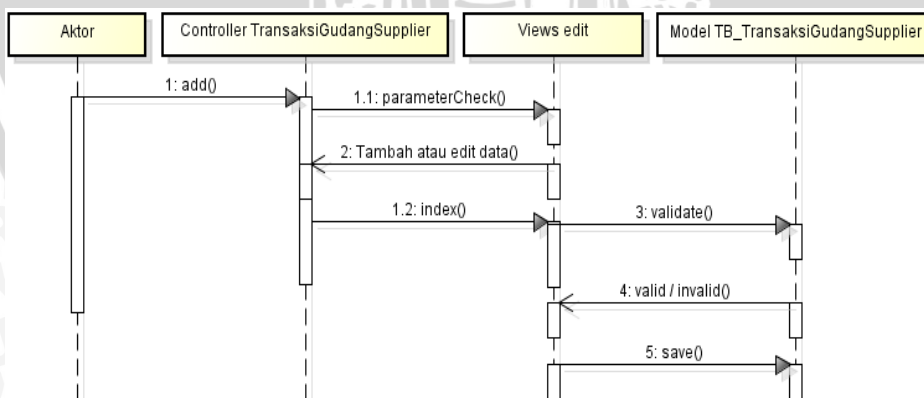 Aktor
Controller TransaksiGudangSupplier
Views edit
Model TB_TransaksiGudangSupplier
1: add()
1.1: parameterCheck()
2: Tambah atau edit data()
1.2: index()
3: validate()
4: valid / invalid()
5: save()